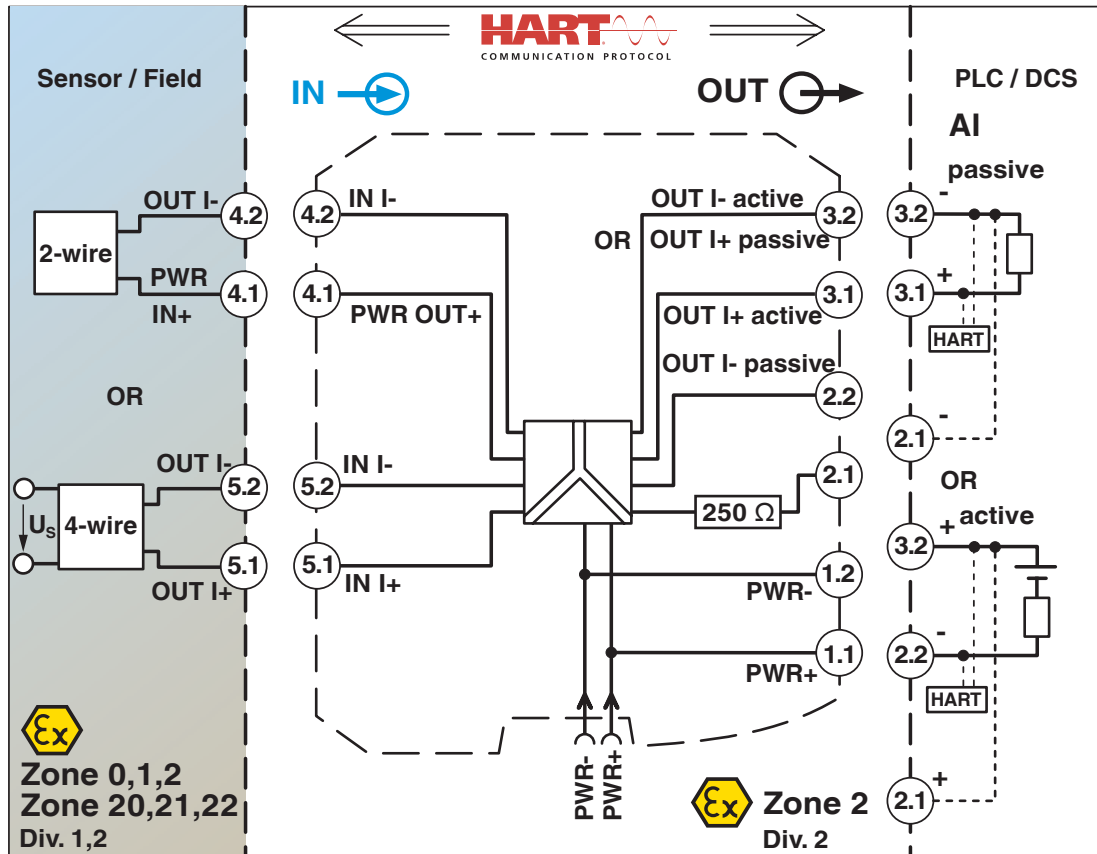 HART
COMMUNICATION PROTOCOL
Sensor / Field
IN
OUT
PLC / DCS
AI
passive
OUT I-
4.2
2-wire
PWR
4.1
IN+
OR
OUT I-
5.2
US
4-wire
5.1
OUT I+
4.2
IN I-
4.1
PWR OUT+
5.2
IN I-
5.1
IN I+
OUT I- active
OR
OUT I+ passive
3.2
3.1
OUT I+ active
OUT I- passive
2.2
2.1
250 Ω
1.2
PWR-
1.1
PWR+
PWR-
PWR+
-
3.2
+
3.1
HART
-
2.1
OR
active
+
3.2
-
2.2
HART
+
2.1
Ex
Zone 0,1,2
Zone 20,21,22
Div. 1,2
Ex
Zone 2
Div. 2